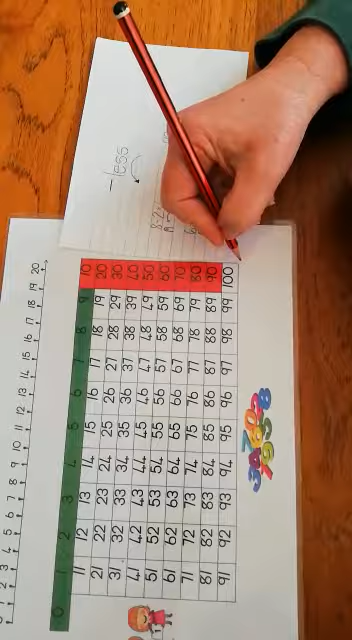 1 2 3 4 5 6 7 8 9 10 11 12 13 14 15 16 17 18 19 20
0 1 2 3 4 5 6 7 8 9 10
11 12 13 14 15 16 17 18 19 20
21 22 23 24 25 26 27 28 29 30
31 32 33 34 35 36 37 38 39 40
41 42 43 44 45 46 47 48 49 50
51 52 53 54 55 56 57 58 59 60
61 62 63 64 65 66 67 68 69 70
71 72 73 74 75 76 77 78 79 80
81 82 83 84 85 86 87 88 89 90
91 92 93 94 95 96 97 98 99 100
-less
8-2